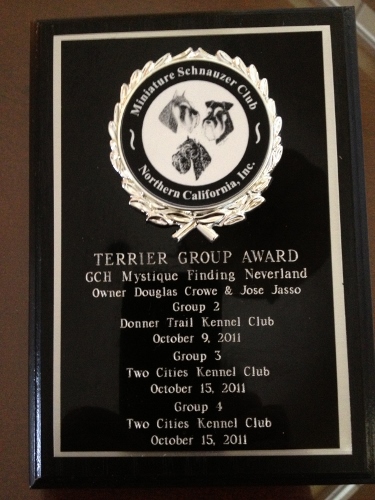 Miniature Schnauzer Club
Northern California, Inc.
TERRIER GROUP AWARD
GCH Mystique Finding Neverland
Owner Douglas Crowe & Jose Jasso
Group 2
Donner Trail Kennel Club
October 9, 2011
Group 3
Two Cities Kennel Club
October 15, 2011
Group 4
Two Cities Kennel Club
October 15, 2011